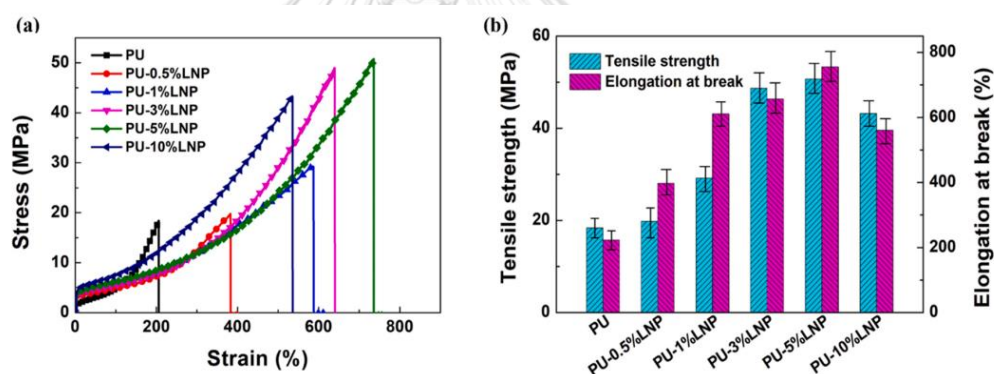 (a)
Stress (MPa)
50
40
30
20
10
0
0
200
400
600
800
Strain (%)
PU
PU-0.5%LNP
PU-1%LNP
PU-3%LNP
PU-5%LNP
PU-10%LNP
(b)
Tensile strength (MPa)
60
40
20
0
Tensile strength
Elongation at break
800
600
400
200
0
Elongation at break (%)
PU
PU-0.5%LNP
PU-1%LNP
PU-3%LNP
PU-5%LNP
PU-10%LNP